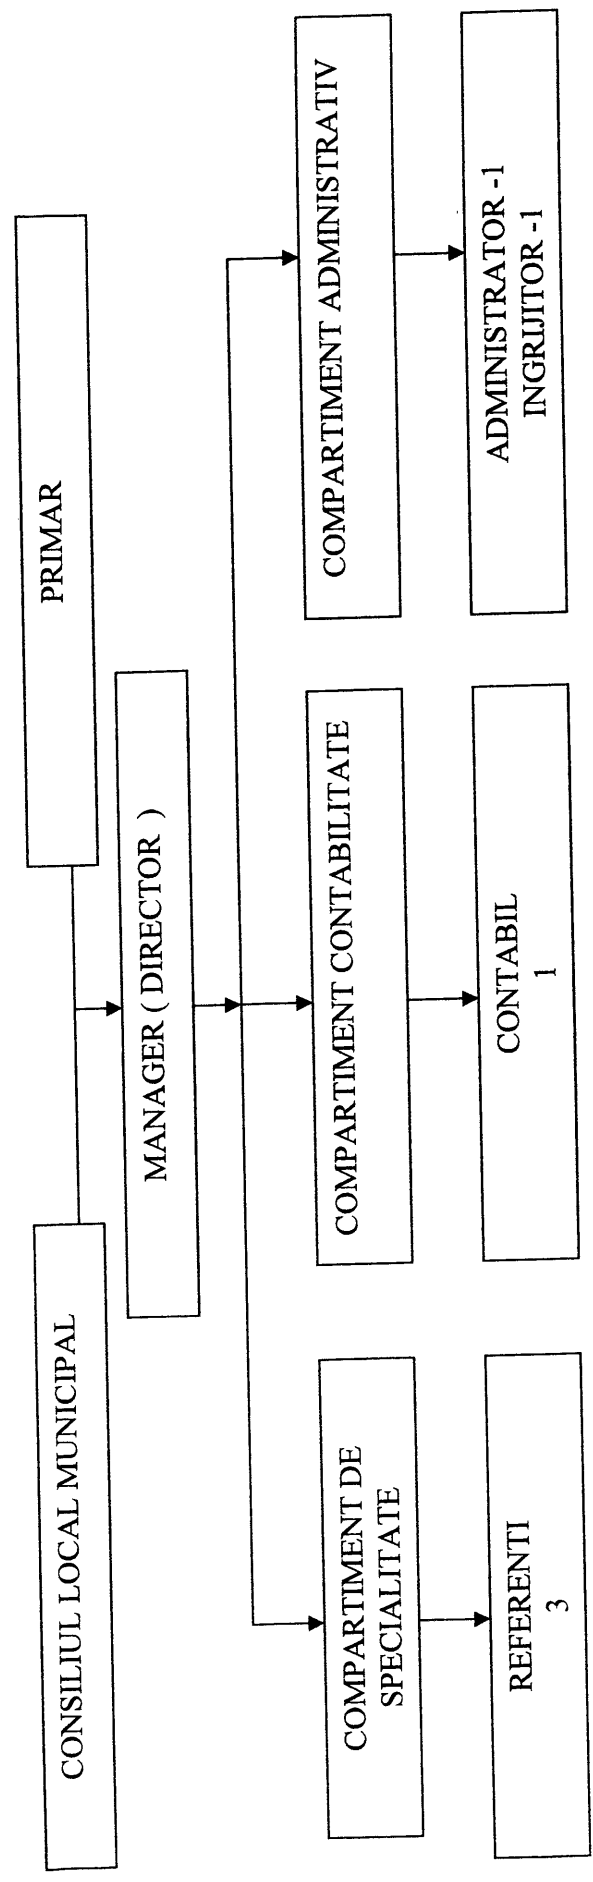 CONSILIUL LOCAL MUNICIPAL
PRIMAR
MANAGER ( DIRECTOR )
COMPARTIMENT DE
SPECIALITATE
COMPARTIMENT CONTABILITATE
COMPARTIMENT ADMINISTRATIV
REFERENTI
3
CONTABIL
1
ADMINISTRATOR -1
INGRIJITOR -1